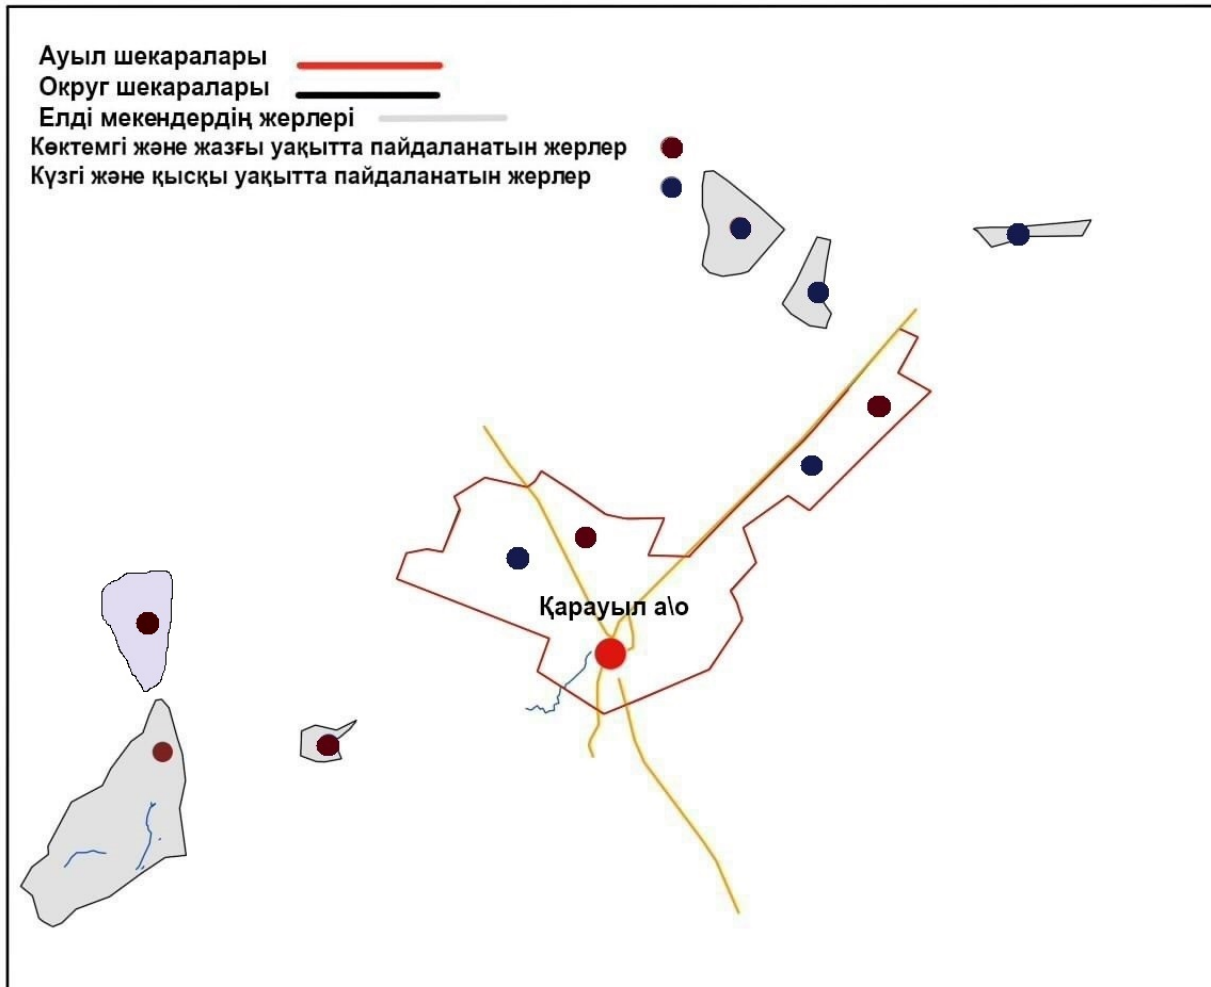 Ауыл шекаралары
Округ шекаралары
Елді мекендердің жерлері
Көктемгі және жазғы уақытта пайдаланатын жерлер
Күзгі және қысқы уақытта пайдаланатын жерлер
Қарауыл а\о